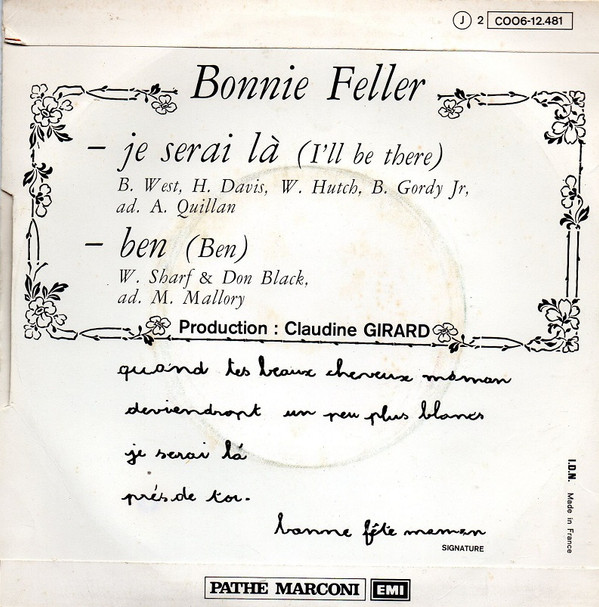 J 2 COO6-12.481
Bonnie Feller
– je serai là (I'll be there)
B. West, H. Davis, W. Hutch, B. Gordy Jr,
ad. A. Quillan
– ben (Ben)
W. Sharf & Don Black,
ad. M. Mallory
Production : Claudine GIRARD
quand tes beaux cheveux maman
deviendront un peu plus blancs
je serai là
près de toi.
bonne fête maman
SIGNATURE
I.D.N. Made in France
PATHE MARCONI EMI